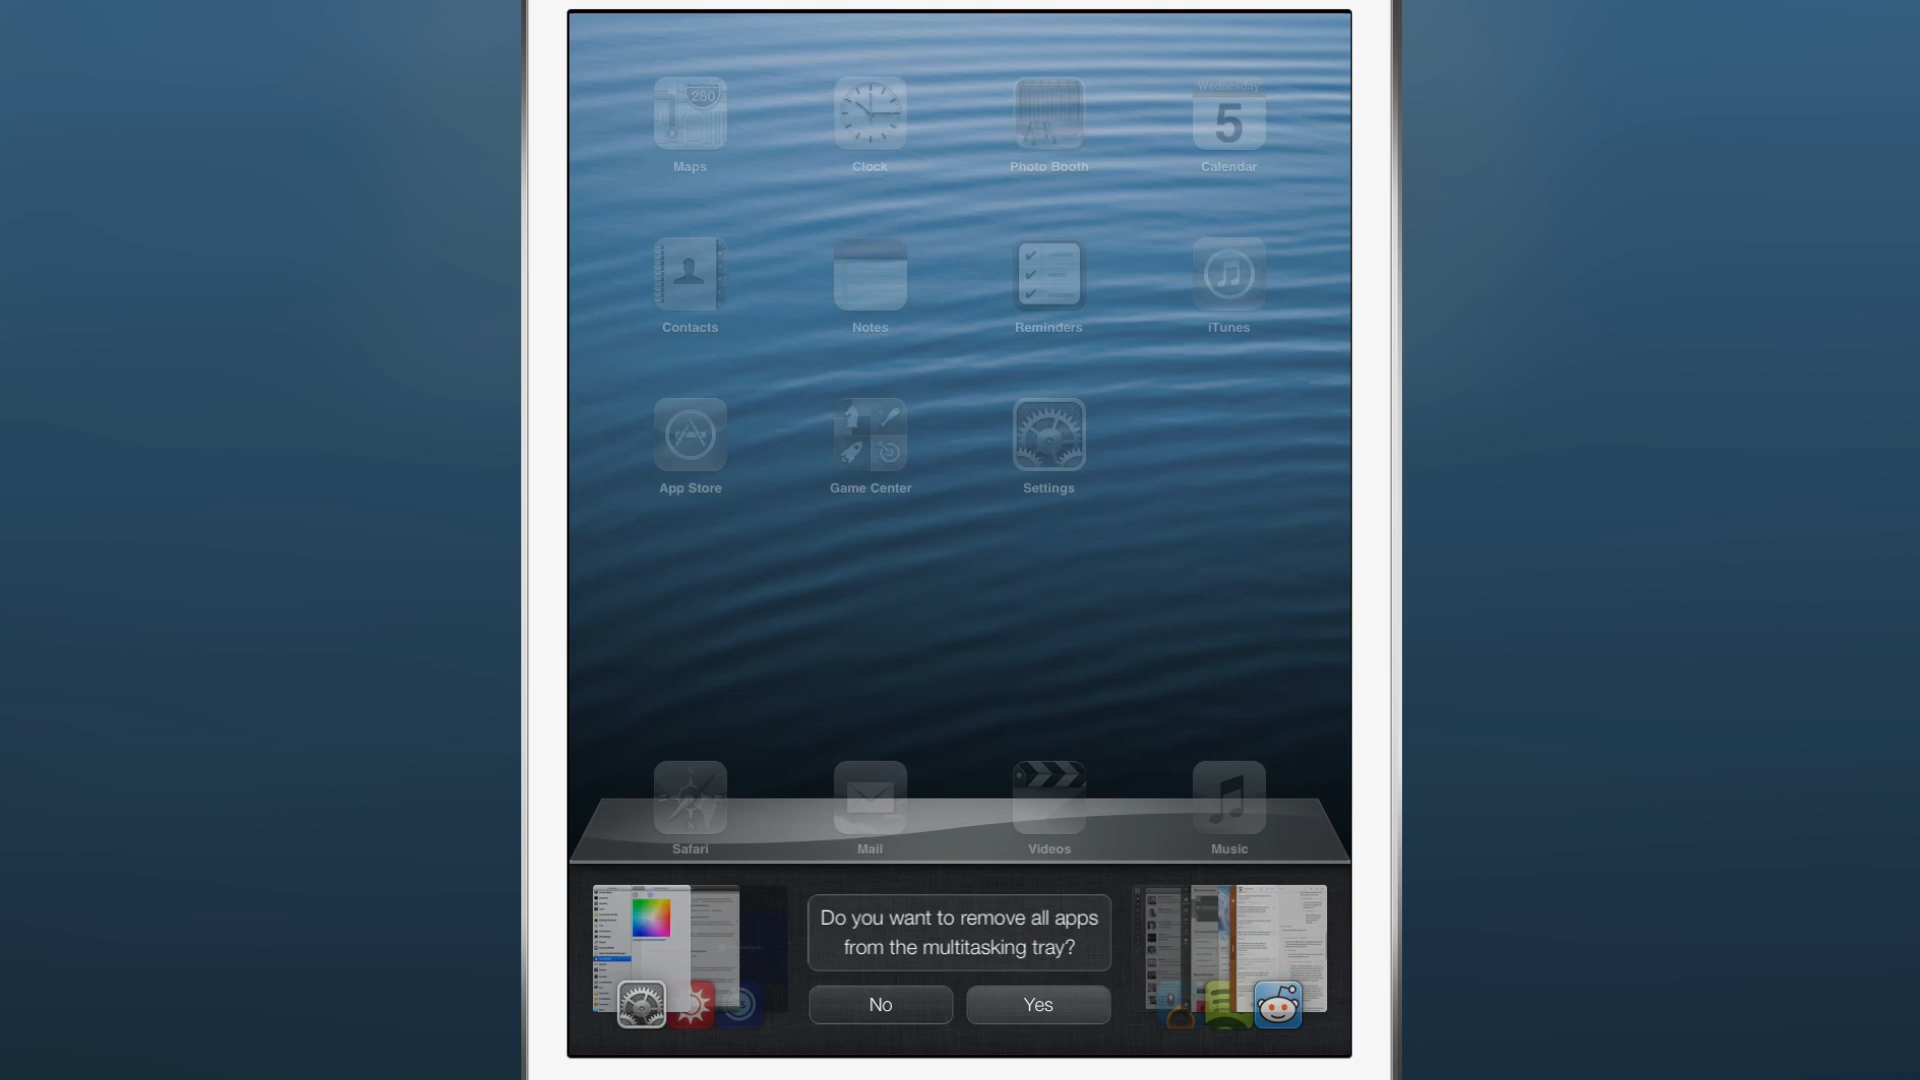 280
Wednesday
5
Maps
Clock
Photo Booth
Calendar
Contacts
Notes
Reminders
iTunes
App Store
Game Center
Settings
Safari
Mail
Videos
Music
Do you want to remove all apps
from the multitasking tray?
No
Yes